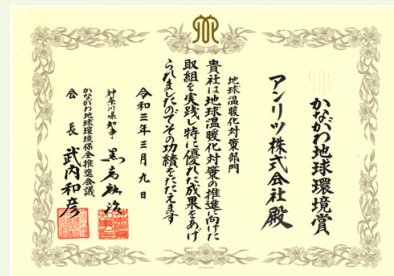 かながわ地球環境賞
アンリツ株式会社殿
地球温暖化対策部門
貴社は地球温暖化対策の推進に向けた
取組を実践し特に優れた成果をあげ
られましたのでその功績をたたえます
令和三年三月九日
神奈川県知事 黒岩祐治
かながわ地球環境保全推進会議
会長 武内和彦